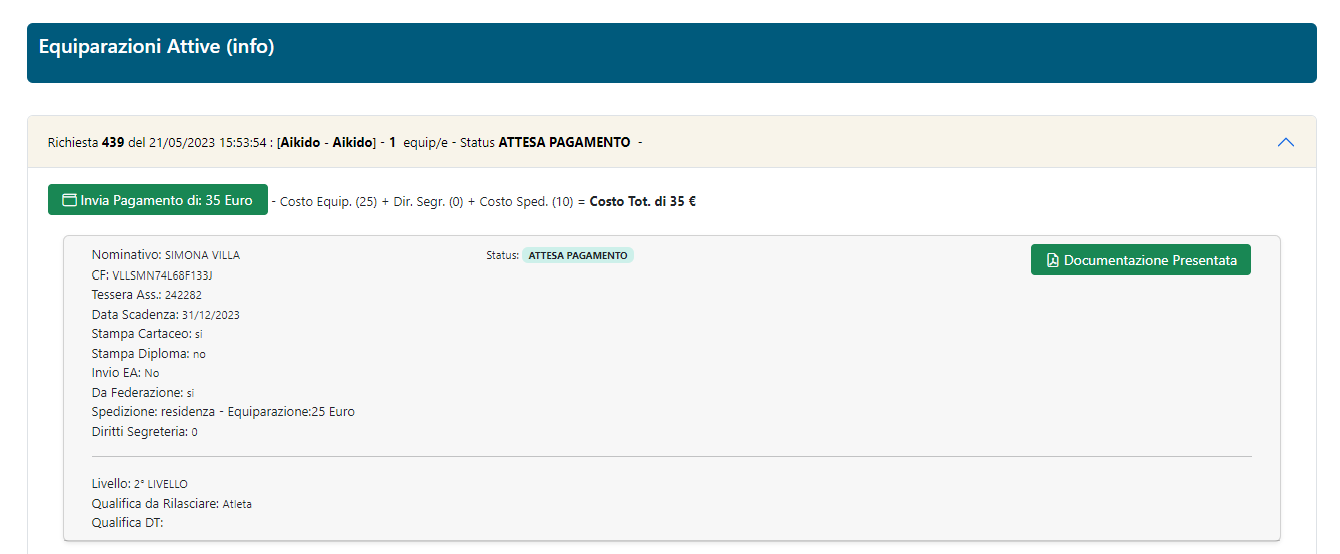 Equiparazioni Attive (info)
Richiesta 439 del 21/05/2023 15:53:54 : [Aikido - Aikido] - 1 equip/e - Status ATTESA PAGAMENTO -
Invia Pagamento di: 35 Euro - Costo Equip. (25) + Dir. Segr. (0) + Costo Sped. (10) = Costo Tot. di 35 €
Nominativo: SIMONA VILLA Status: ATTESA PAGAMENTO Documentazione Presentata
CF: VLLSMN74L68F133J
Tessera Ass.: 242282
Data Scadenza: 31/12/2023
Stampa Cartaceo: si
Stampa Diploma: no
Invio EA: No
Da Federazione: si
Spedizione: residenza - Equiparazione:25 Euro
Diritti Segreteria: 0
Livello: 2° LIVELLO
Qualifica da Rilasciare: Atleta
Qualifica DT: